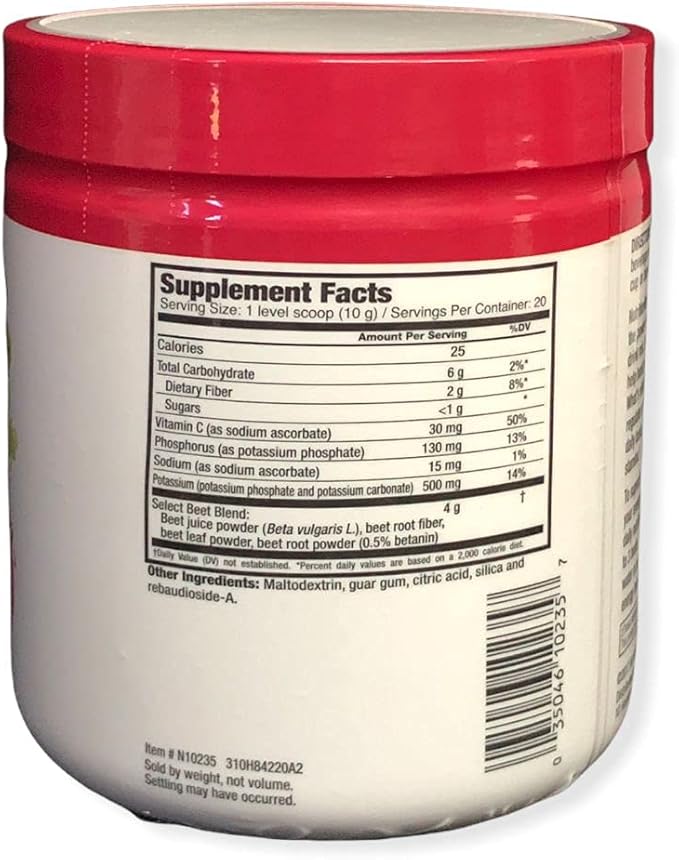 Supplement Facts
Serving Size: 1 level scoop (10 g) / Servings Per Container: 20
Amount Per Serving %DV
Calories 25
Total Carbohydrate 6 g 2%*
Dietary Fiber 2 g 8%*
Sugars <1 g *
Vitamin C (as sodium ascorbate) 30 mg 50%
Phosphorus (as potassium phosphate) 130 mg 13%
Sodium (as sodium ascorbate) 15 mg 1%
Potassium (potassium phosphate and potassium carbonate) 500 mg 14%
Select Beet Blend: 4 g †
Beet juice powder (Beta vulgaris L.), beet root fiber,
beet leaf powder, beet root powder (0.5% betanin)
†Daily Value (DV) not established. *Percent daily values are based on a 2,000 calorie diet.
Other Ingredients: Maltodextrin, guar gum, citric acid, silica and
rebaudioside-A.
0 35046 10235 7
Item # N10235 310H84220A2
Sold by weight, not volume.
Settling may have occurred.